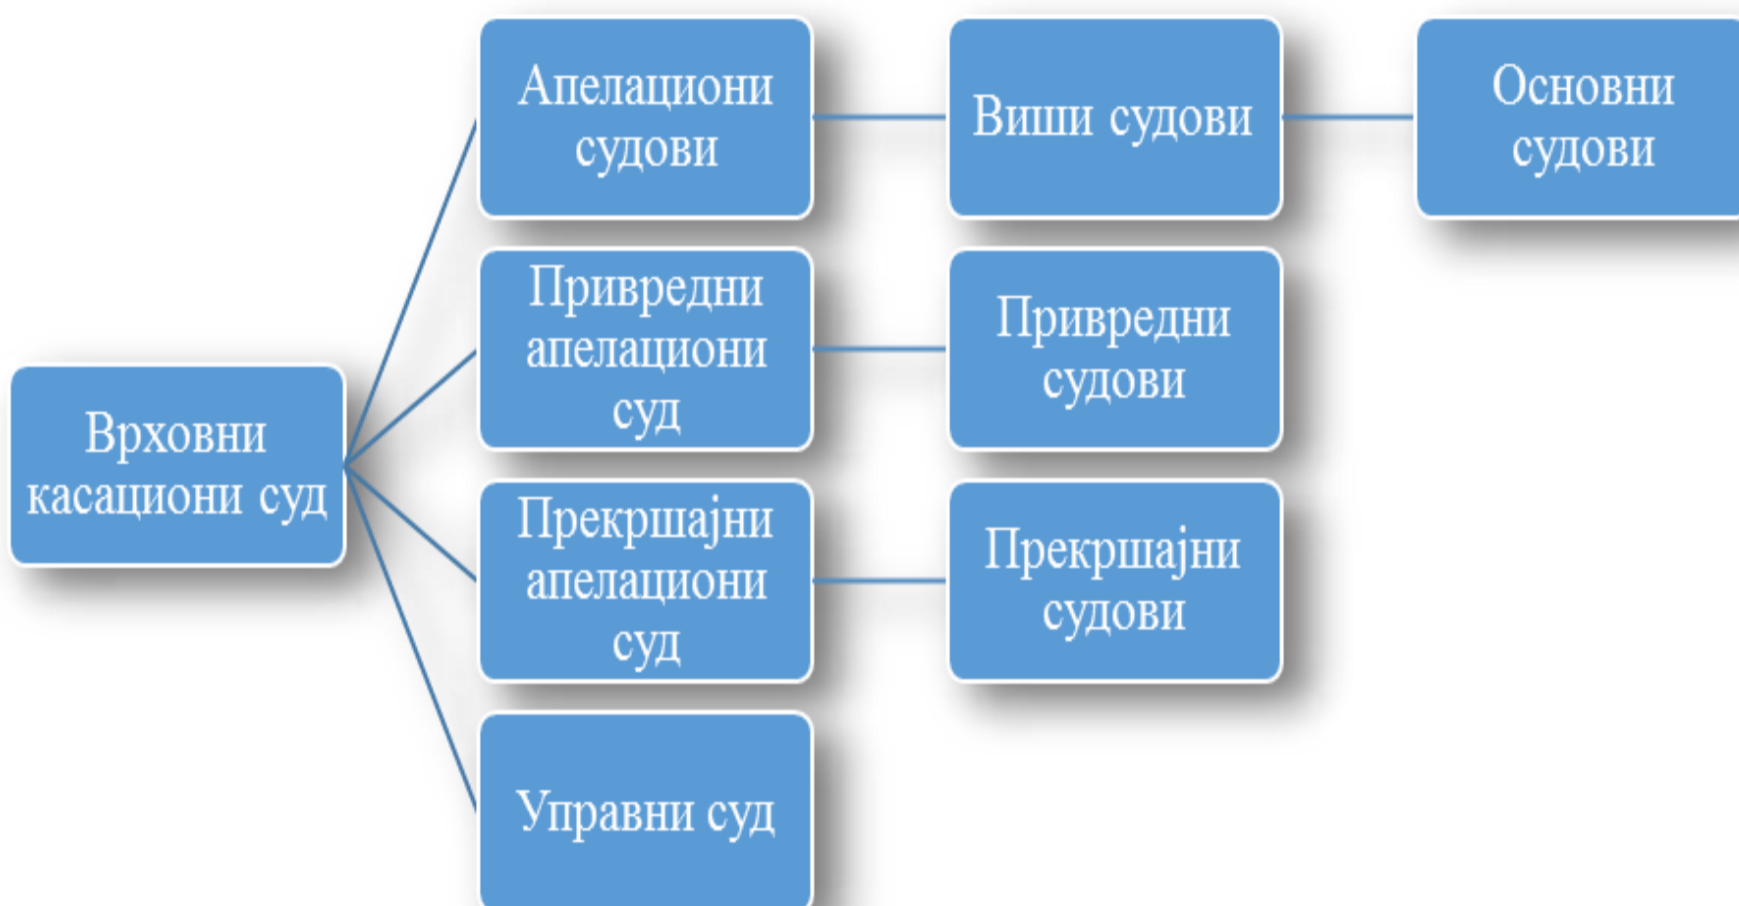 Врховни
касациони суд
Апелациони
судови
Виши судови
Основни
судови
Привредни
апелациони
суд
Привредни
судови
Прекршајни
апелациони
суд
Прекршајни
судови
Управни суд